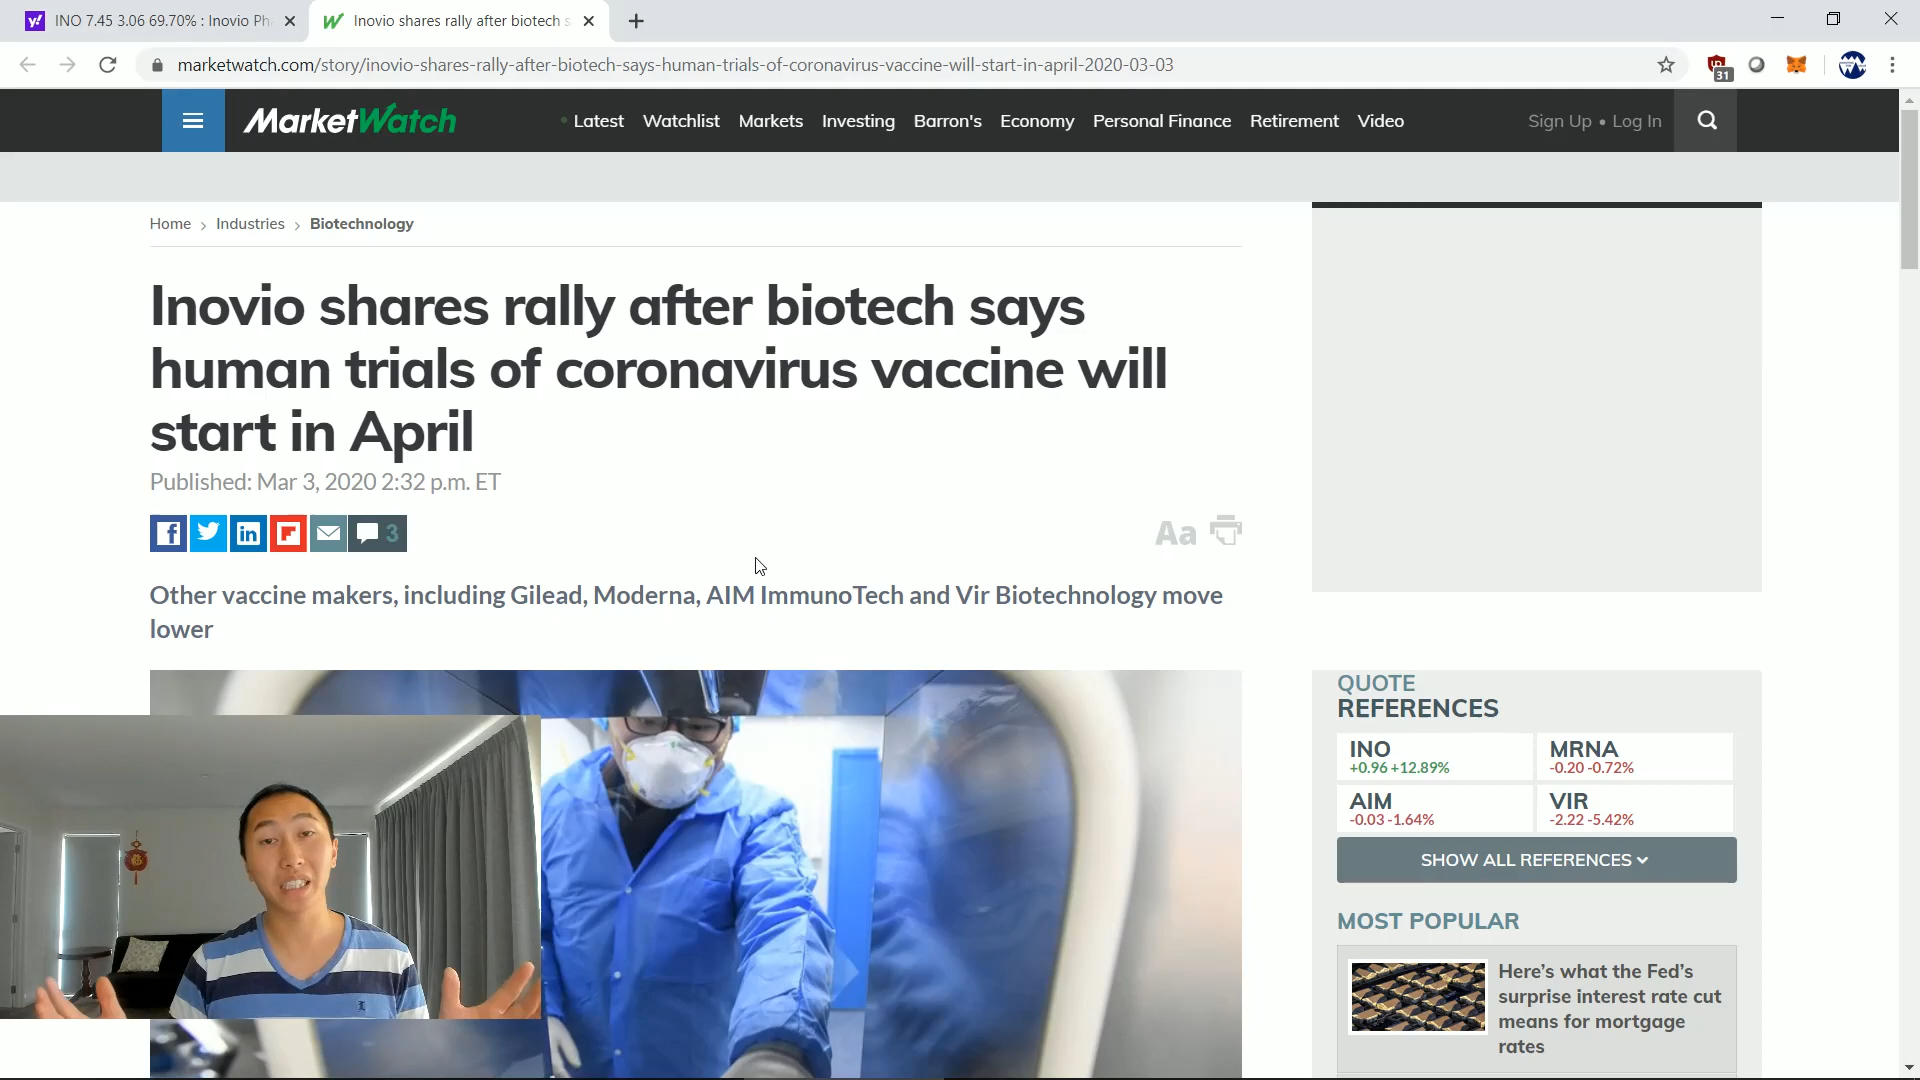 INO 7.45 3.06 69.70% : Inovio Ph
Inovio shares rally after biotech s
marketwatch.com/story/inovio-shares-rally-after-biotech-says-human-trials-of-coronavirus-vaccine-will-start-in-april-2020-03-03
31
MarketWatch
Latest Watchlist Markets Investing Barron's Economy Personal Finance Retirement Video
Sign Up • Log In
Home > Industries > Biotechnology
Inovio shares rally after biotech says
human trials of coronavirus vaccine will
start in April
Published: Mar 3, 2020 2:32 p.m. ET
3
Aa
Other vaccine makers, including Gilead, Moderna, AIM ImmunoTech and Vir Biotechnology move
lower
QUOTE
REFERENCES
INO
+0.96 +12.89%
MRNA
-0.20 -0.72%
AIM
-0.03 -1.64%
VIR
-2.22 -5.42%
SHOW ALL REFERENCES
MOST POPULAR
Here’s what the Fed’s
surprise interest rate cut
means for mortgage
rates